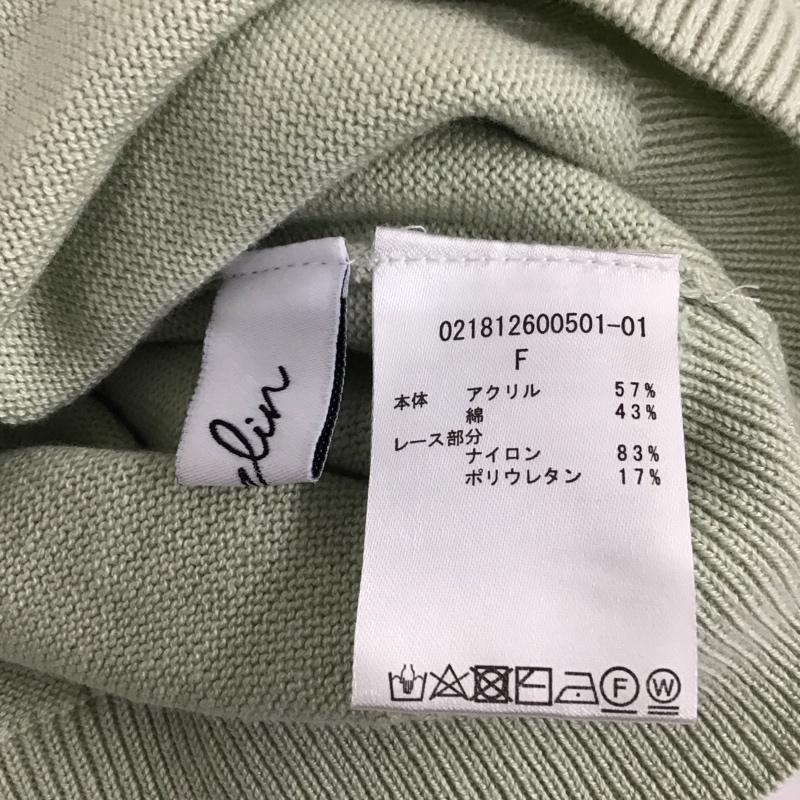 021812600501-01
F
本体 アクリル 57%
綿 43%
レース部分
ナイロン 83%
ポリウレタン 17%
F W